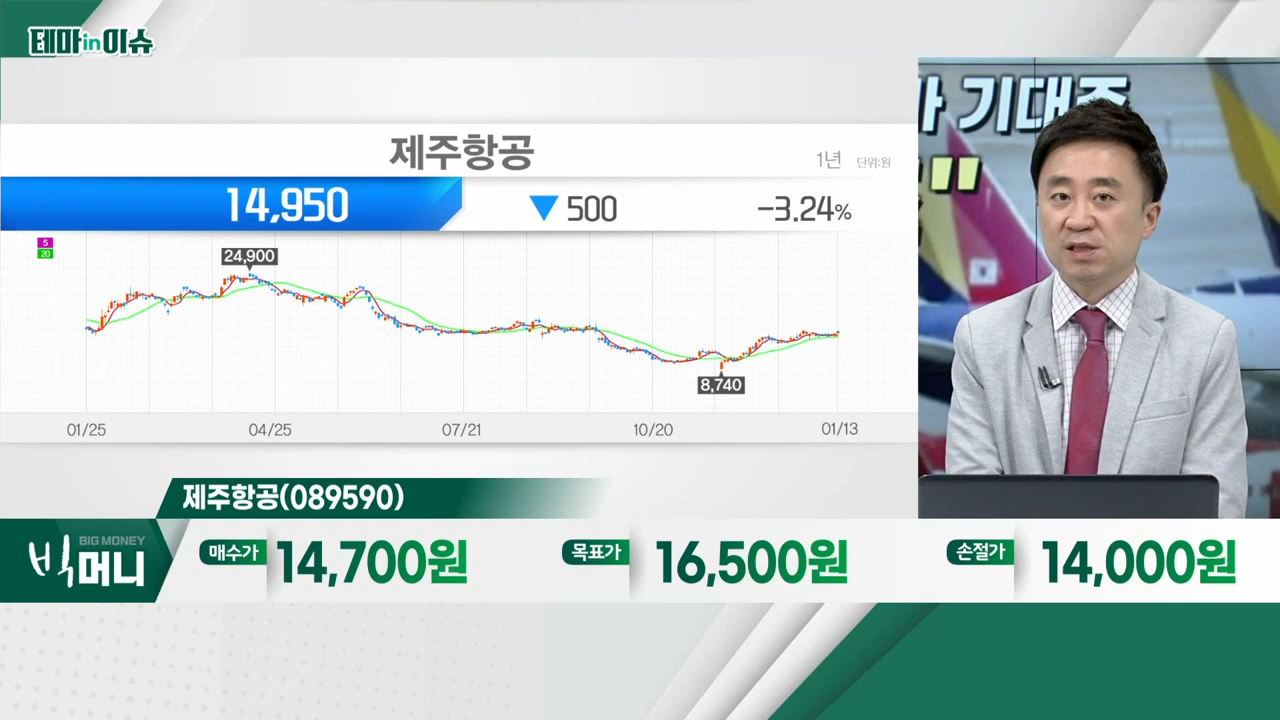 테마in이슈
기대주
"
제주항공
1년 단위:원
14,950 ▼500 -3.24%
5
20
24,900
8,740
01/25 04/25 07/21 10/20 01/13
제주항공(089590)
BIG MONEY
빅머니
매수가 14,700원 목표가 16,500원 손절가 14,000원